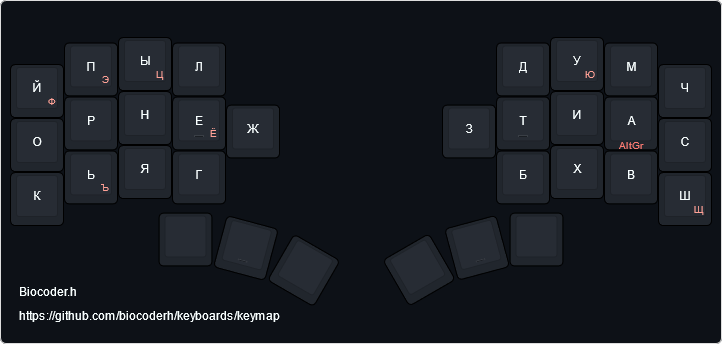 Й Ф П Э Ы Ц Л Д У Ю М Ч
О Р Н Е Ё Ж З Т И А AltGr С
К Ь Ъ Я Г Б Х В Ш Щ
Biocoder.h
https://github.com/biocoderh/keyboards/keymap